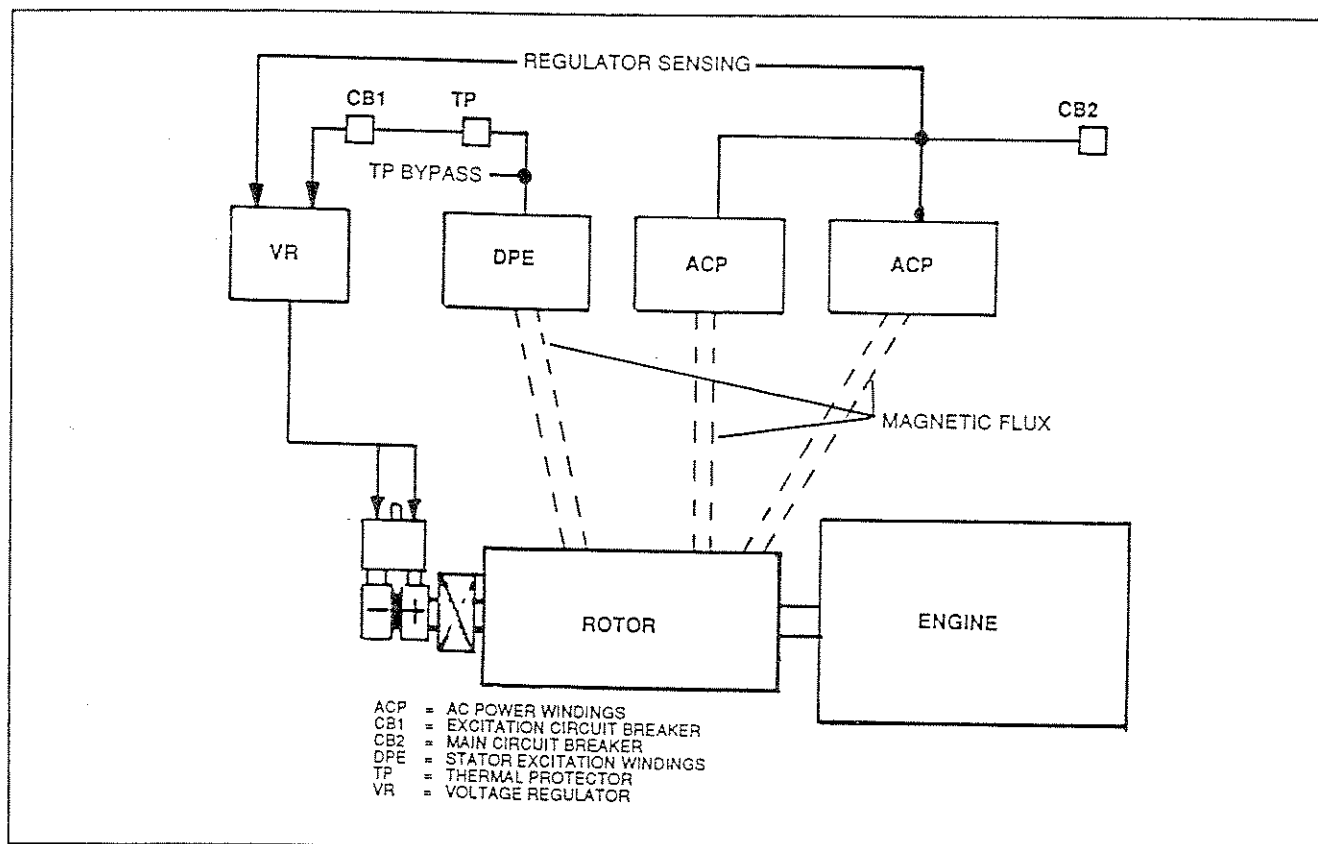 REGULATOR SENSING
CB1
TP
CB2
TP BYPASS
VR
DPE
ACP
ACP
MAGNETIC FLUX
ROTOR
ENGINE
ACP = AC POWER WINDINGS
CB1 = EXCITATION CIRCUIT BREAKER
CB2 = MAIN CIRCUIT BREAKER
DPE = STATOR EXCITATION WINDINGS
TP = THERMAL PROTECTOR
VR = VOLTAGE REGULATOR